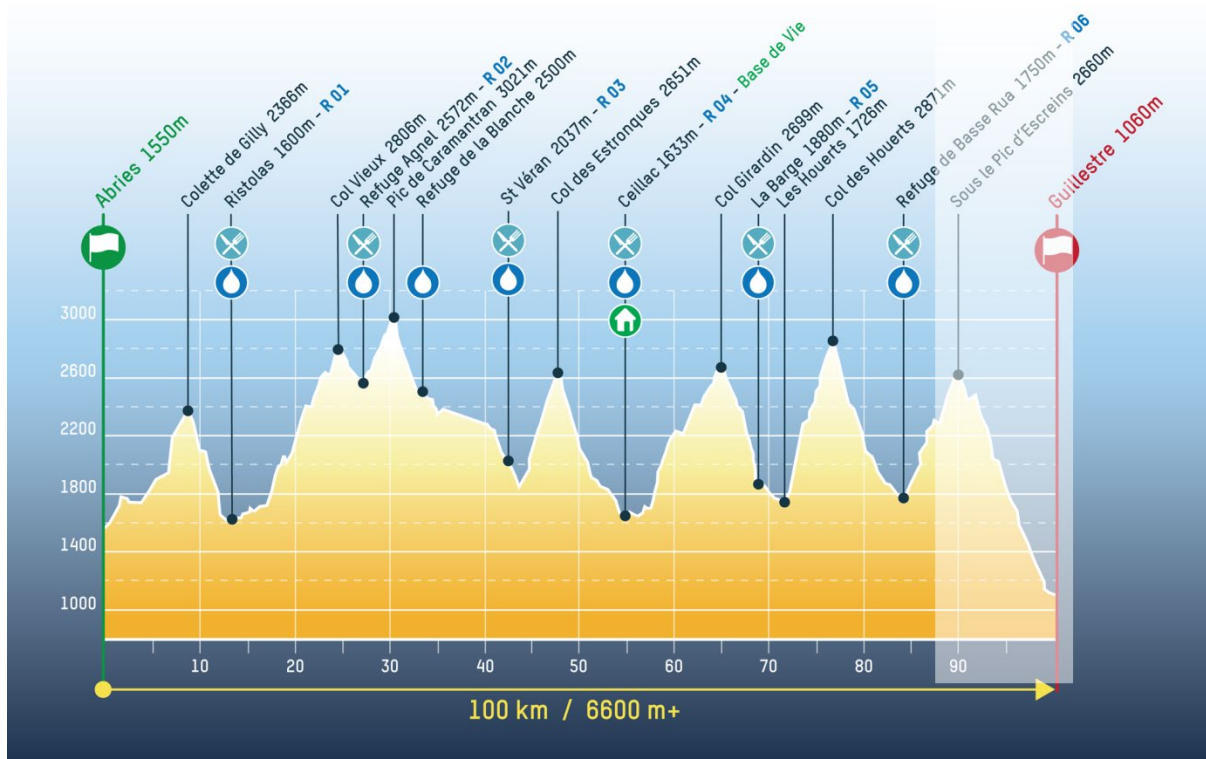 Abries 1550m
Colette de Gilly 2366m
Ristolas 1600m - R 01
Col Vieux 2806m
Refuge Agnel 2572m - R 02
Pic de Caramantran 3021m
Refuge de la Blanche 2500m
St Véran 2037m - R 03
Col des Estronques 2651m
Ceillac 1633m - R 04 - Base de Vie
Col Girardin 2699m
La Barge 1880m - R 05
Les Houerts 1726m
Col des Houerts 2871m
Refuge de Basse Rua 1750m - R 06
Sous le Pic d'Escreins 2660m
Guillestre 1060m
3000
2600
2200
1800
1400
1000
10 20 30 40 50 60 70 80 90
100 km / 6600 m+